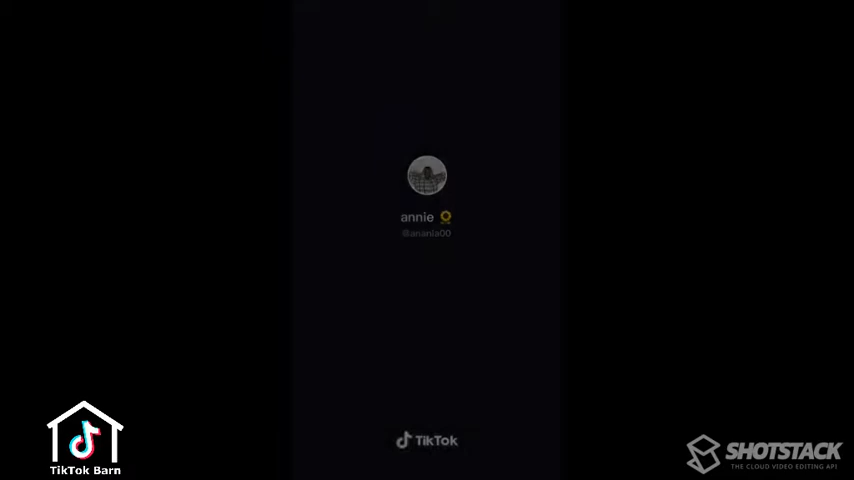 annie
@anania00
TikTok
TikTok Barn
SHOTSTACK
THE CLOUD VIDEO EDITING API